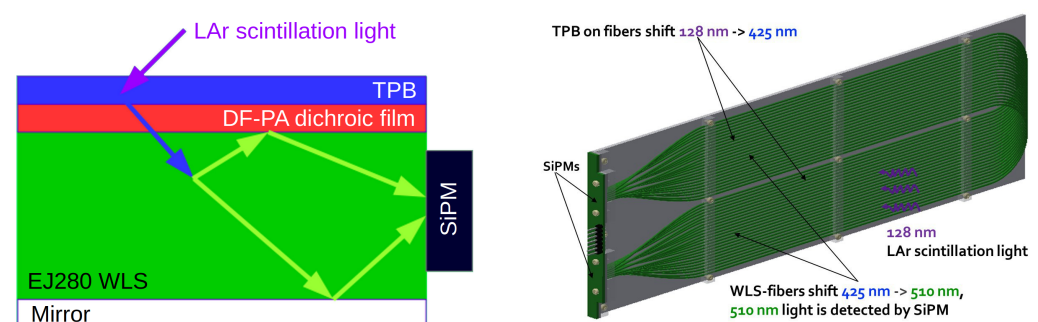 LAr scintillation light
TPB
DF-PA dichroic film
SiPM
EJ280 WLS
Mirror
TPB on fibers shift 128 nm -> 425 nm
SiPMs
128 nm
LAr scintillation light
WLS-fibers shift 425 nm -> 510 nm,
510 nm light is detected by SiPM